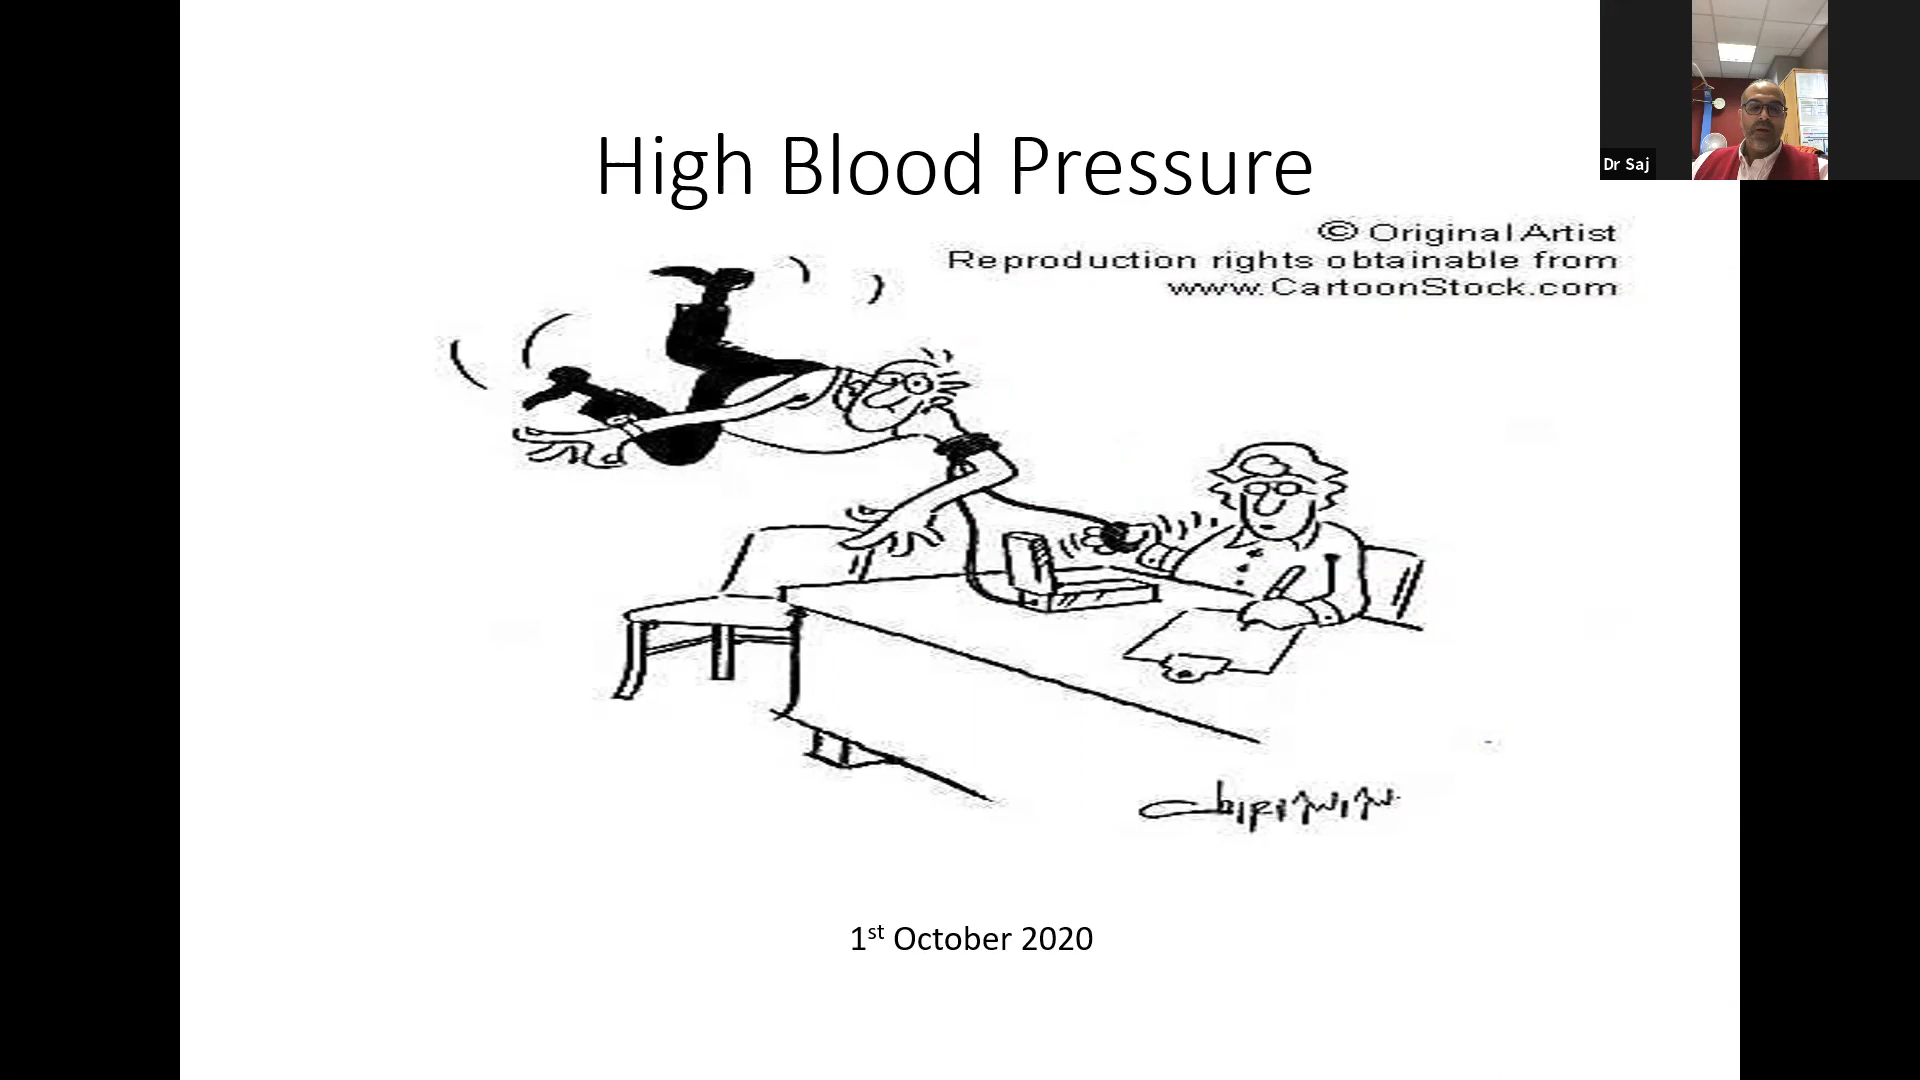 High Blood Pressure
Dr Saj
© Original Artist
Reproduction rights obtainable from
www.CartoonStock.com
1st October 2020